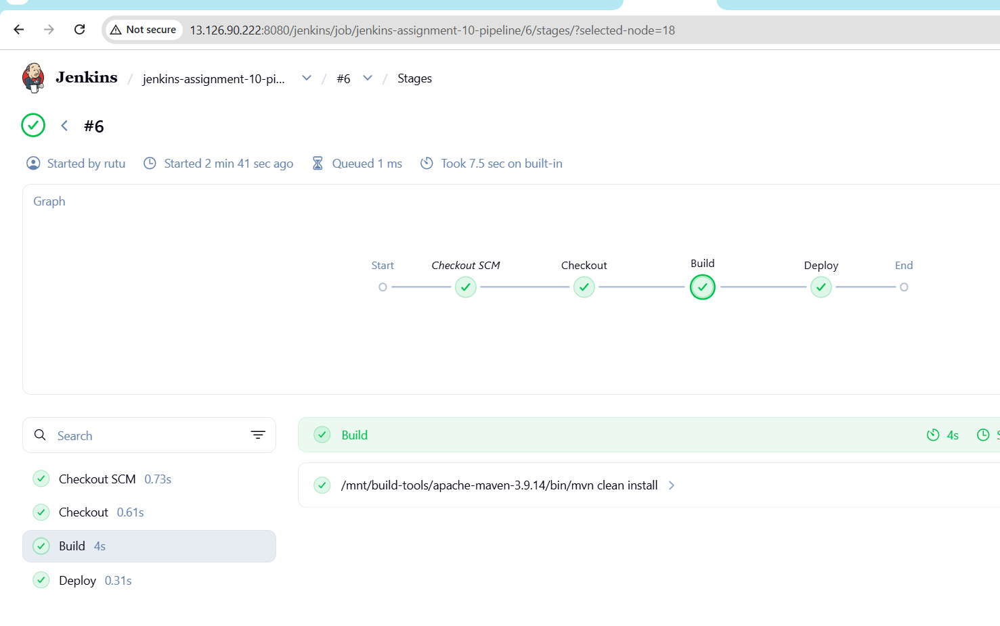 Not secure 13.126.90.222:8080/jenkins/job/jenkins-assignment-10-pipeline/6/stages/?selected-node=18
Jenkins / jenkins-assignment-10-pi... / #6 / Stages
#6
Started by rutu Started 2 min 41 sec ago Queued 1 ms Took 7.5 sec on built-in
Graph
Start Checkout SCM Checkout Build Deploy End
Search
Checkout SCM 0.73s
Checkout 0.61s
Build 4s
Deploy 0.31s
Build 4s
/mnt/build-tools/apache-maven-3.9.14/bin/mvn clean install